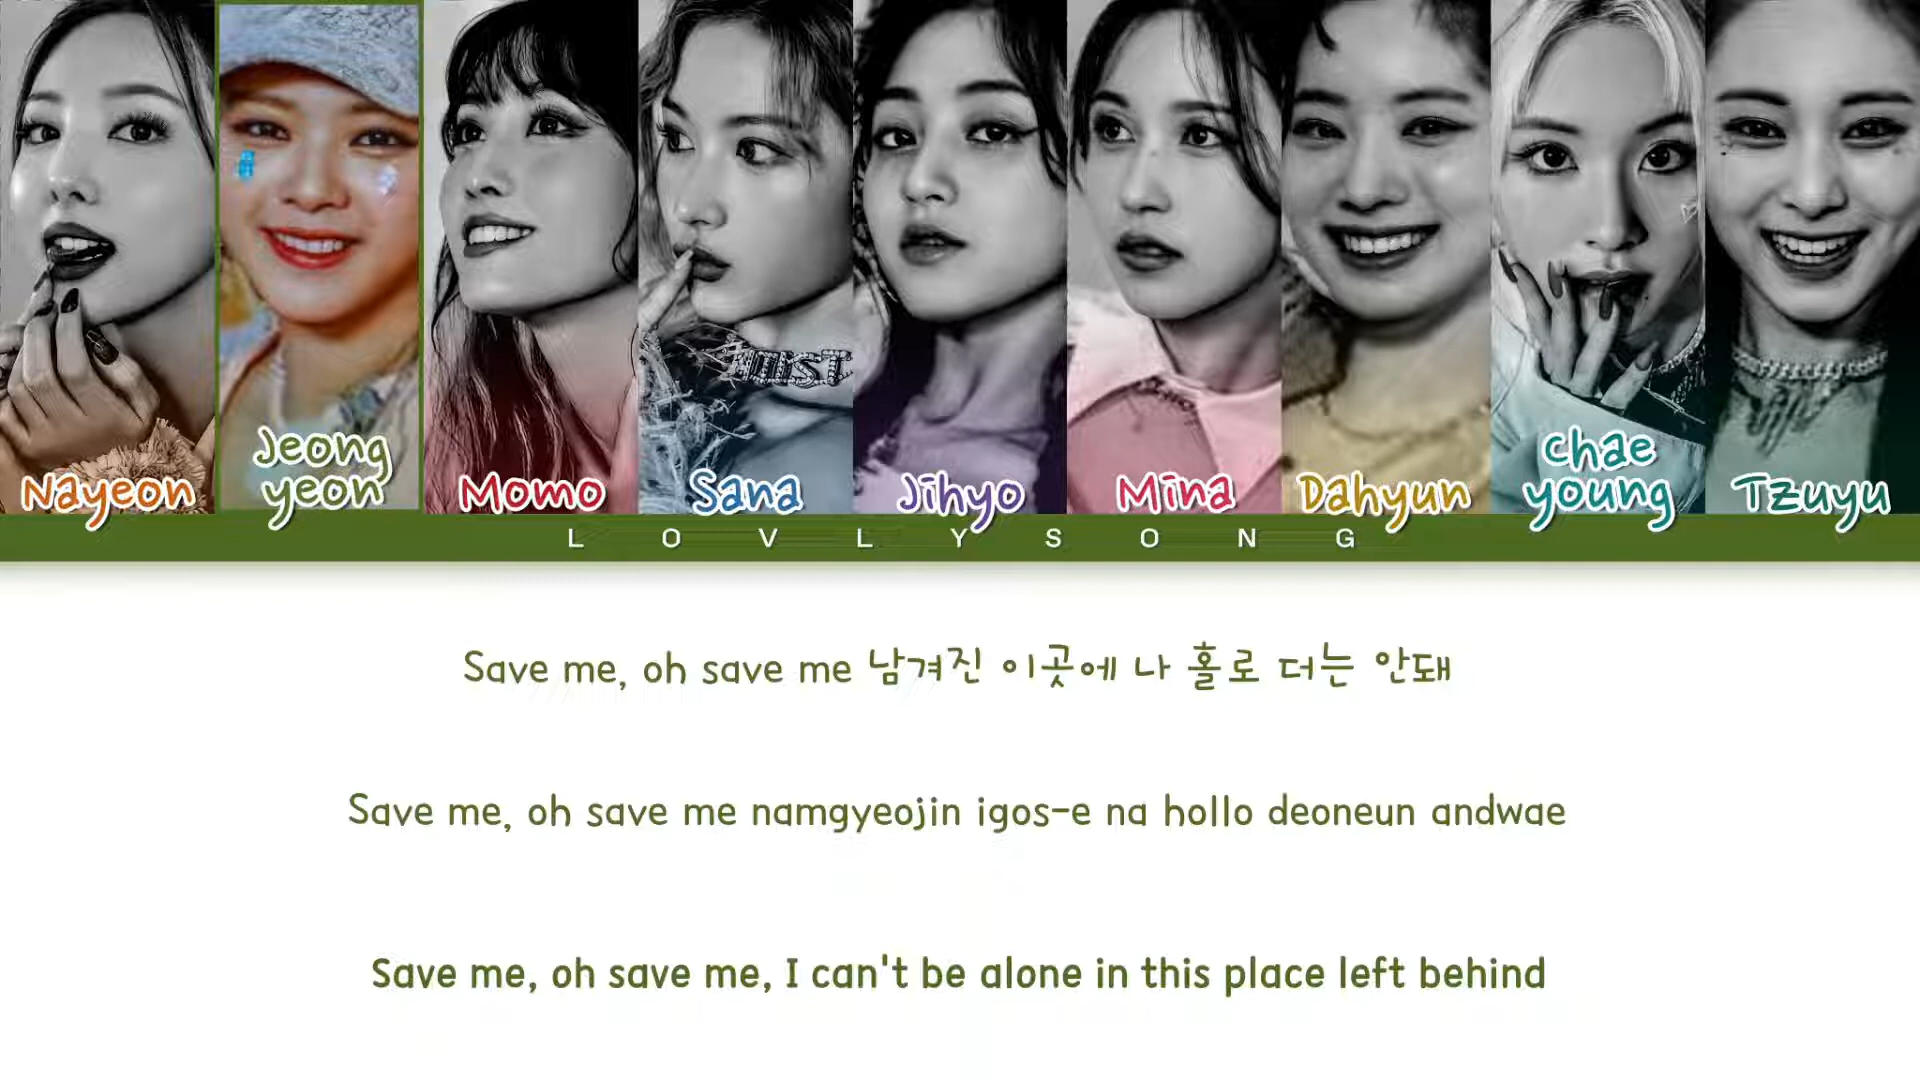 Nayeon
Jeong
yeon
Momo
Sana
Jihyo
Mina
Dahyun
chae
young
Tzuyu
LOVLYSONG
Save me, oh save me 남겨진 이곳에 나 홀로 더는 안돼
Save me, oh save me namgyeojin igos-e na hollo deoneun andwae
Save me, oh save me, I can't be alone in this place left behind